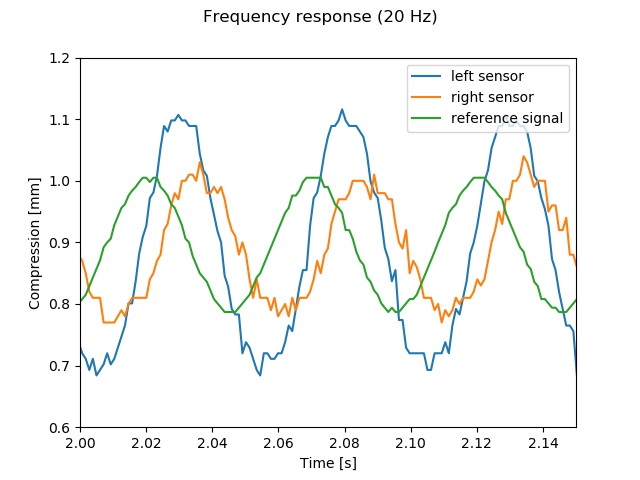 Frequency response (20 Hz)
left sensor
right sensor
reference signal
1.2
1.1
1.0
0.9
0.8
0.7
0.6
Compression [mm]
2.00 2.02 2.04 2.06 2.08 2.10 2.12 2.14
Time [s]